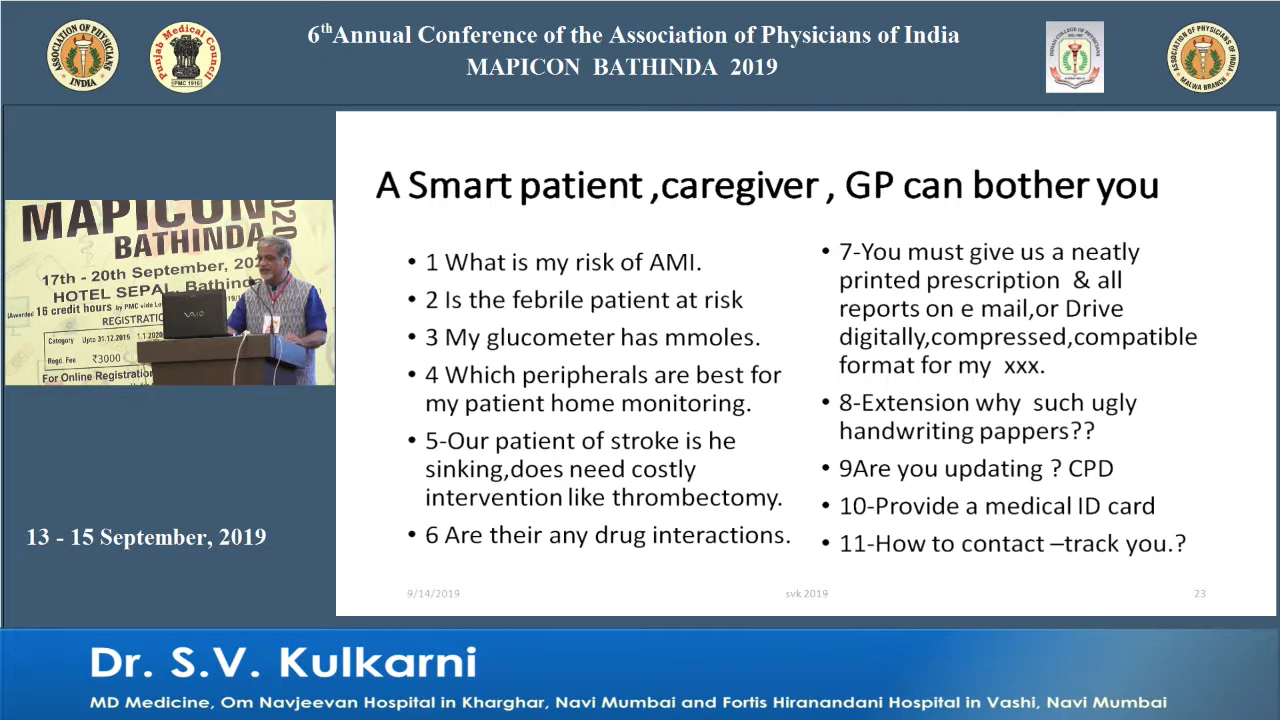 6thAnnual Conference of the Association of Physicians of India
MAPICON BATHINDA 2019
ASSOCIATION OF PHYSICIANS OF INDIA
Punjab Medical Council
PMC 1916
ASSOCIATION OF PHYSICIANS OF INDIA
MALWA BRANCH
MAPICON
2020
BATHINDA
17th - 20th September, 202
HOTEL SEPAL, Bathinda
16 credit hours by PMC vide
REGISTRATIO
Category Upto 31.12.2019 1.1.2020
Regd. Fee ₹3000
For Online Registration
VAIO
13 - 15 September, 2019
A Smart patient ,caregiver , GP can bother you
• 1 What is my risk of AMI.
• 2 Is the febrile patient at risk
• 3 My glucometer has mmoles.
• 4 Which peripherals are best for
my patient home monitoring.
• 5-Our patient of stroke is he
sinking,does need costly
intervention like thrombectomy.
• 6 Are their any drug interactions.
• 7-You must give us a neatly
printed prescription & all
reports on e mail,or Drive
digitally,compressed,compatible
format for my xxx.
• 8-Extension why such ugly
handwriting pappers??
• 9Are you updating ? CPD
• 10-Provide a medical ID card
• 11-How to contact –track you.?
9/14/2019
svk 2019
23
Dr. S.V. Kulkarni
MD Medicine, Om Navjeevan Hospital in Kharghar, Navi Mumbai and Fortis Hiranandani Hospital in Vashi, Navi Mumbai